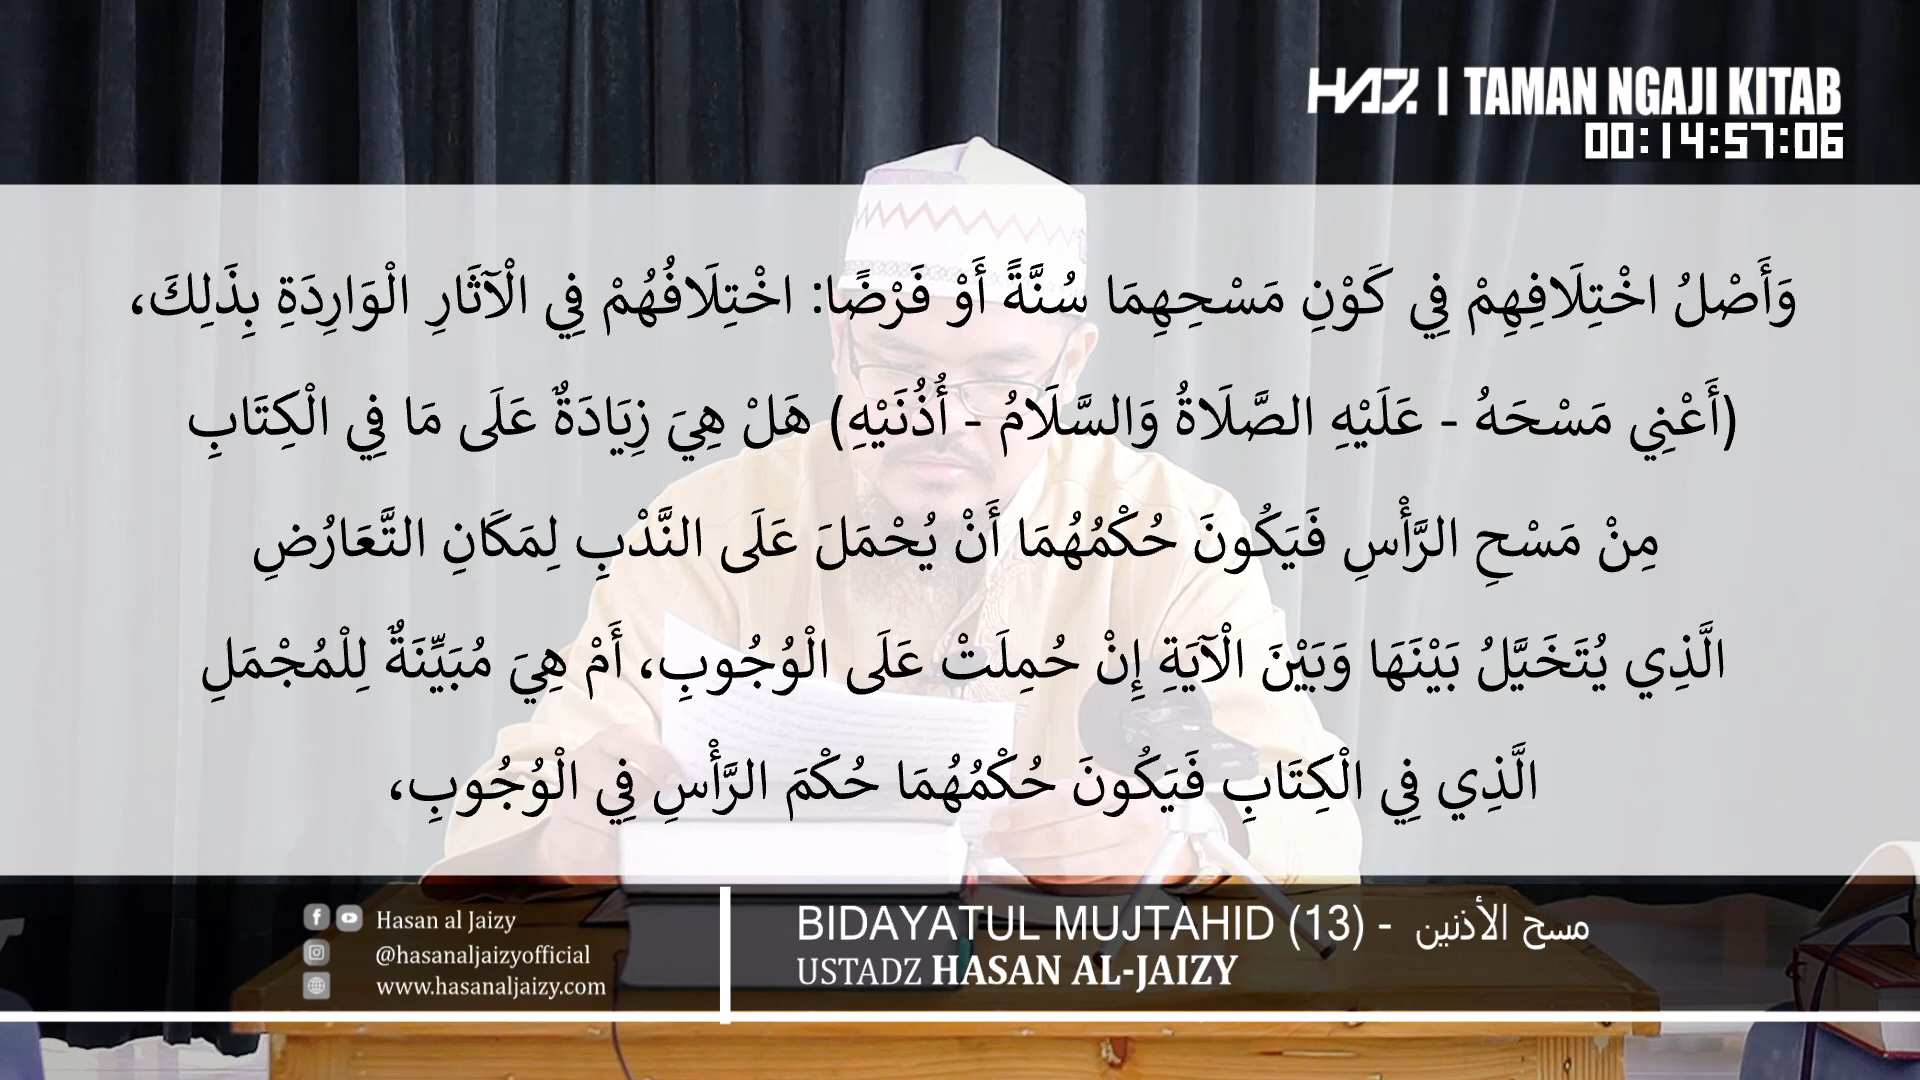 HAZ | TAMAN NGAJI KITAB
00:14:57:06
وَأَصْلُ اخْتِلَافِهِمْ فِي كَوْنِ مَسْحِهِمَا سُنَّةً أَوْ فَرْضًا: اخْتِلَافُهُمْ فِي الْآثَارِ الْوَارِدَةِ بِذَلِكَ،
(أَعْنِي مَسْحَهُ - عَلَيْهِ الصَّلَاةُ وَالسَّلَامُ - أُذُنَيْهِ) هَلْ هِيَ زِيَادَةٌ عَلَى مَا فِي الْكِتَابِ
مِنْ مَسْحِ الرَّأْسِ فَيَكُونَ حُكْمُهُمَا أَنْ يُحْمَلَ عَلَى النَّدْبِ لِمَكَانِ التَّعَارُضِ
الَّذِي يُتَخَيَّلُ بَيْنَهَا وَبَيْنَ الْآيَةِ إِنْ حُمِلَتْ عَلَى الْوُجُوبِ، أَمْ هِيَ مُبَيِّنَةٌ لِلْمُجْمَلِ
الَّذِي فِي الْكِتَابِ فَيَكُونَ حُكْمُهُمَا حُكْمَ الرَّأْسِ فِي الْوُجُوبِ،
Hasan al Jaizy
@hasanaljaizyofficial
www.hasanaljaizy.com
BIDAYATUL MUJTAHID (13) - مسح الأذنين
USTADZ HASAN AL-JAIZY